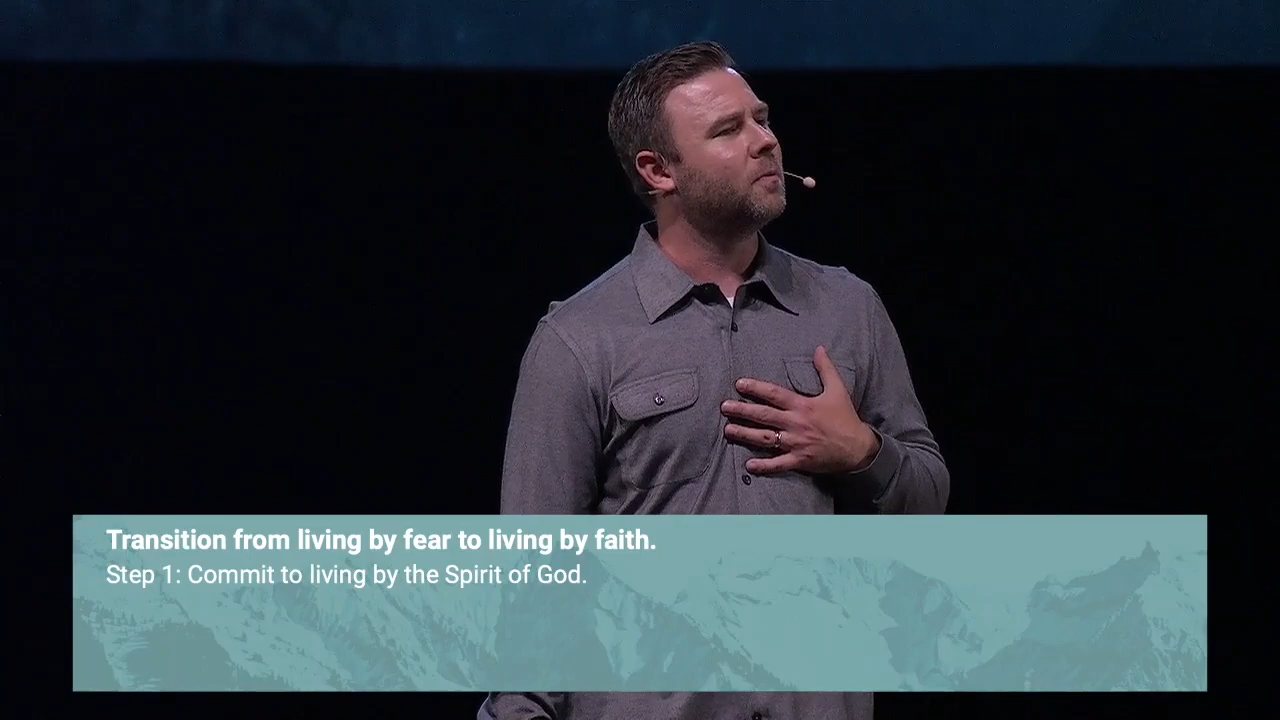 Transition from living by fear to living by faith.
Step 1: Commit to living by the Spirit of God.